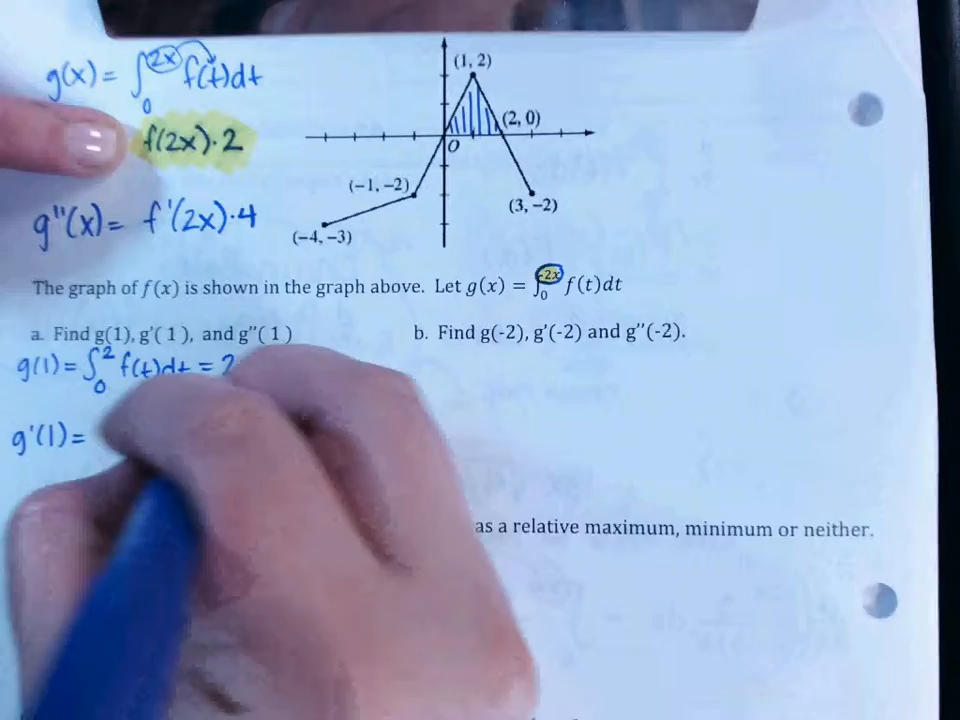 g(x) = ∫₀^2x f(t)dt
f(2x)·2
g''(x) = f'(2x)·4
(1, 2)
(2, 0)
O
(-1, -2)
(3, -2)
(-4, -3)
The graph of f(x) is shown in the graph above. Let g(x) = ∫₀^2x f(t)dt
a. Find g(1), g'( 1 ), and g''( 1 )
b. Find g(-2), g'(-2) and g''(-2).
g(1) = ∫₀² f(t)dt = 2
g'(1) =
as a relative maximum, minimum or neither.